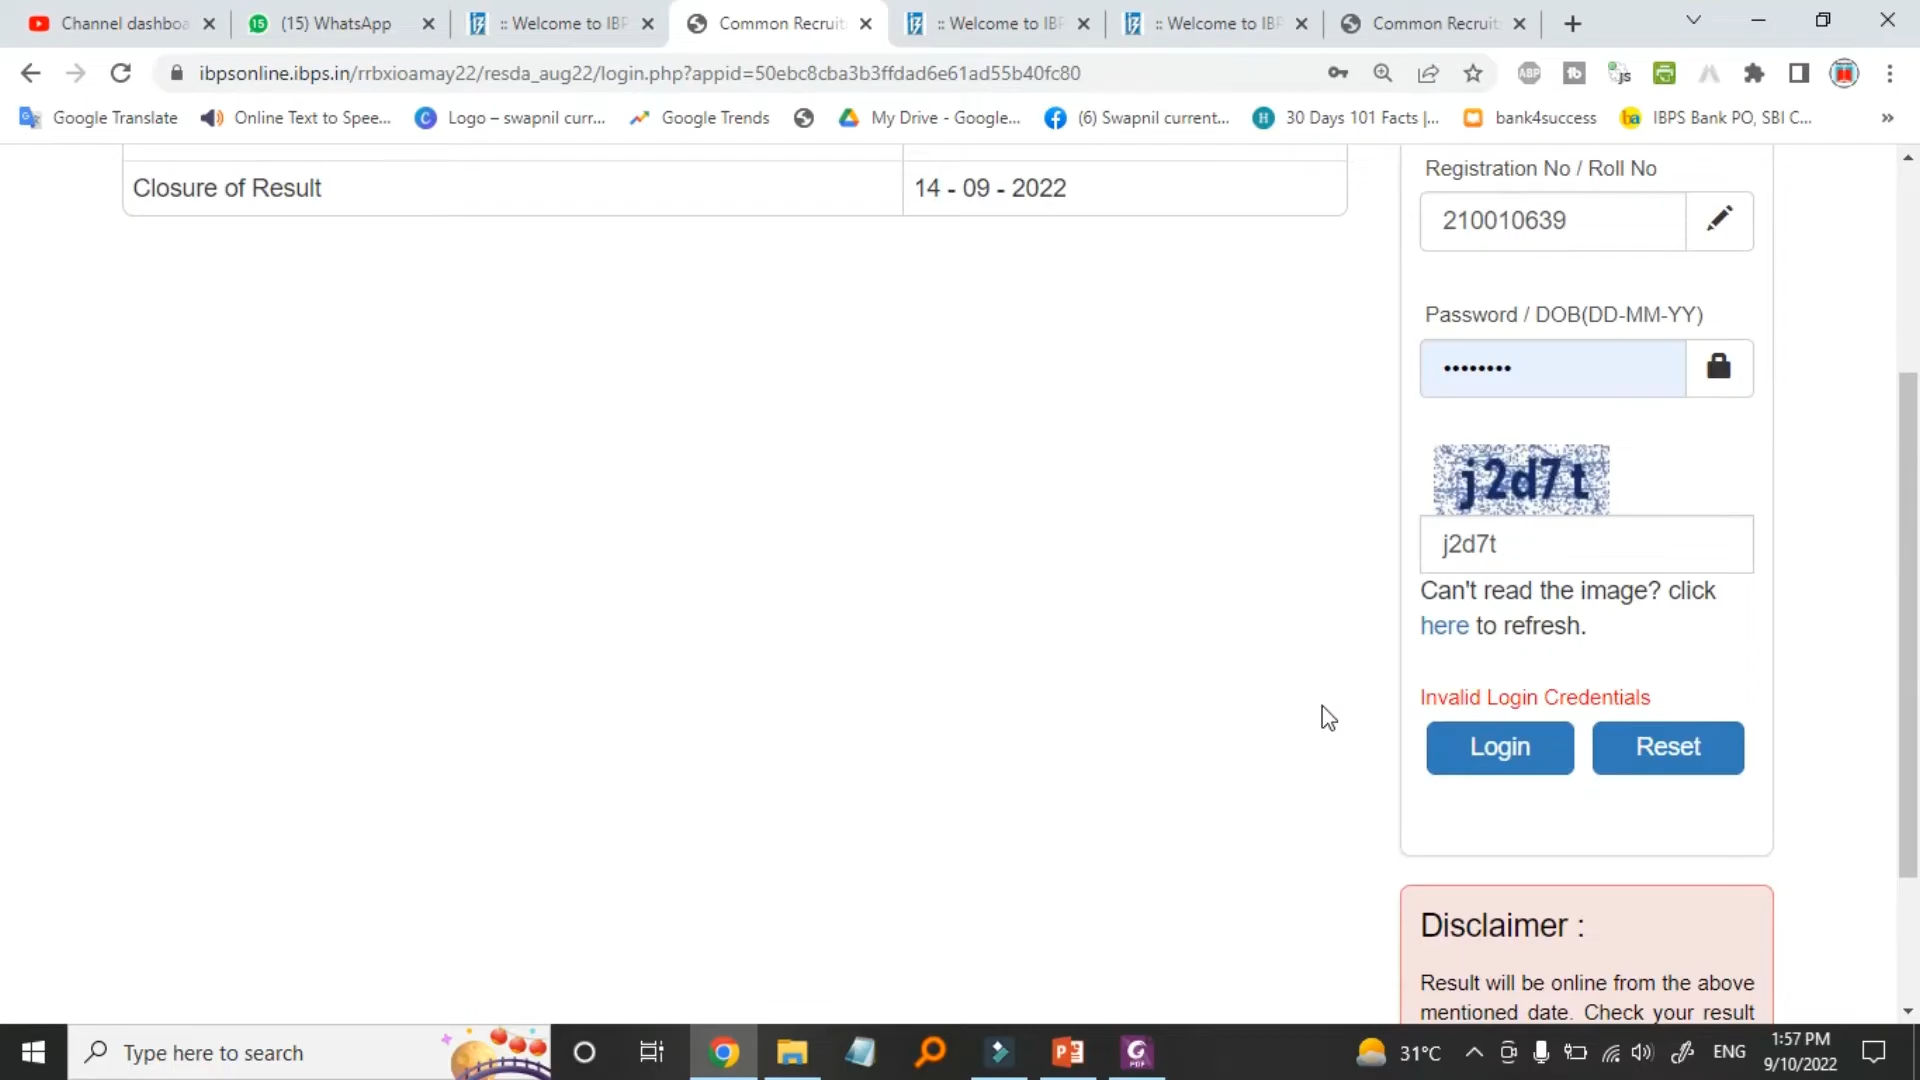 Channel dashboa
(15) WhatsApp
:: Welcome to IBP
Common Recruit
:: Welcome to IBP
:: Welcome to IBP
Common Recruit
ibpsonline.ibps.in/rrbxioamay22/resda_aug22/login.php?appid=50ebc8cba3b3ffdad6e61ad55b40fc80
Google Translate
Online Text to Spee...
Logo – swapnil curr...
Google Trends
My Drive - Google...
(6) Swapnil current...
30 Days 101 Facts |...
bank4success
IBPS Bank PO, SBI C...
Closure of Result 14 - 09 - 2022
Registration No / Roll No
210010639
Password / DOB(DD-MM-YY)
j2d7t
j2d7t
Can't read the image? click
here to refresh.
Invalid Login Credentials
Login Reset
Disclaimer :
Result will be online from the above
mentioned date. Check your result
Type here to search
31°C
ENG
1:57 PM
9/10/2022